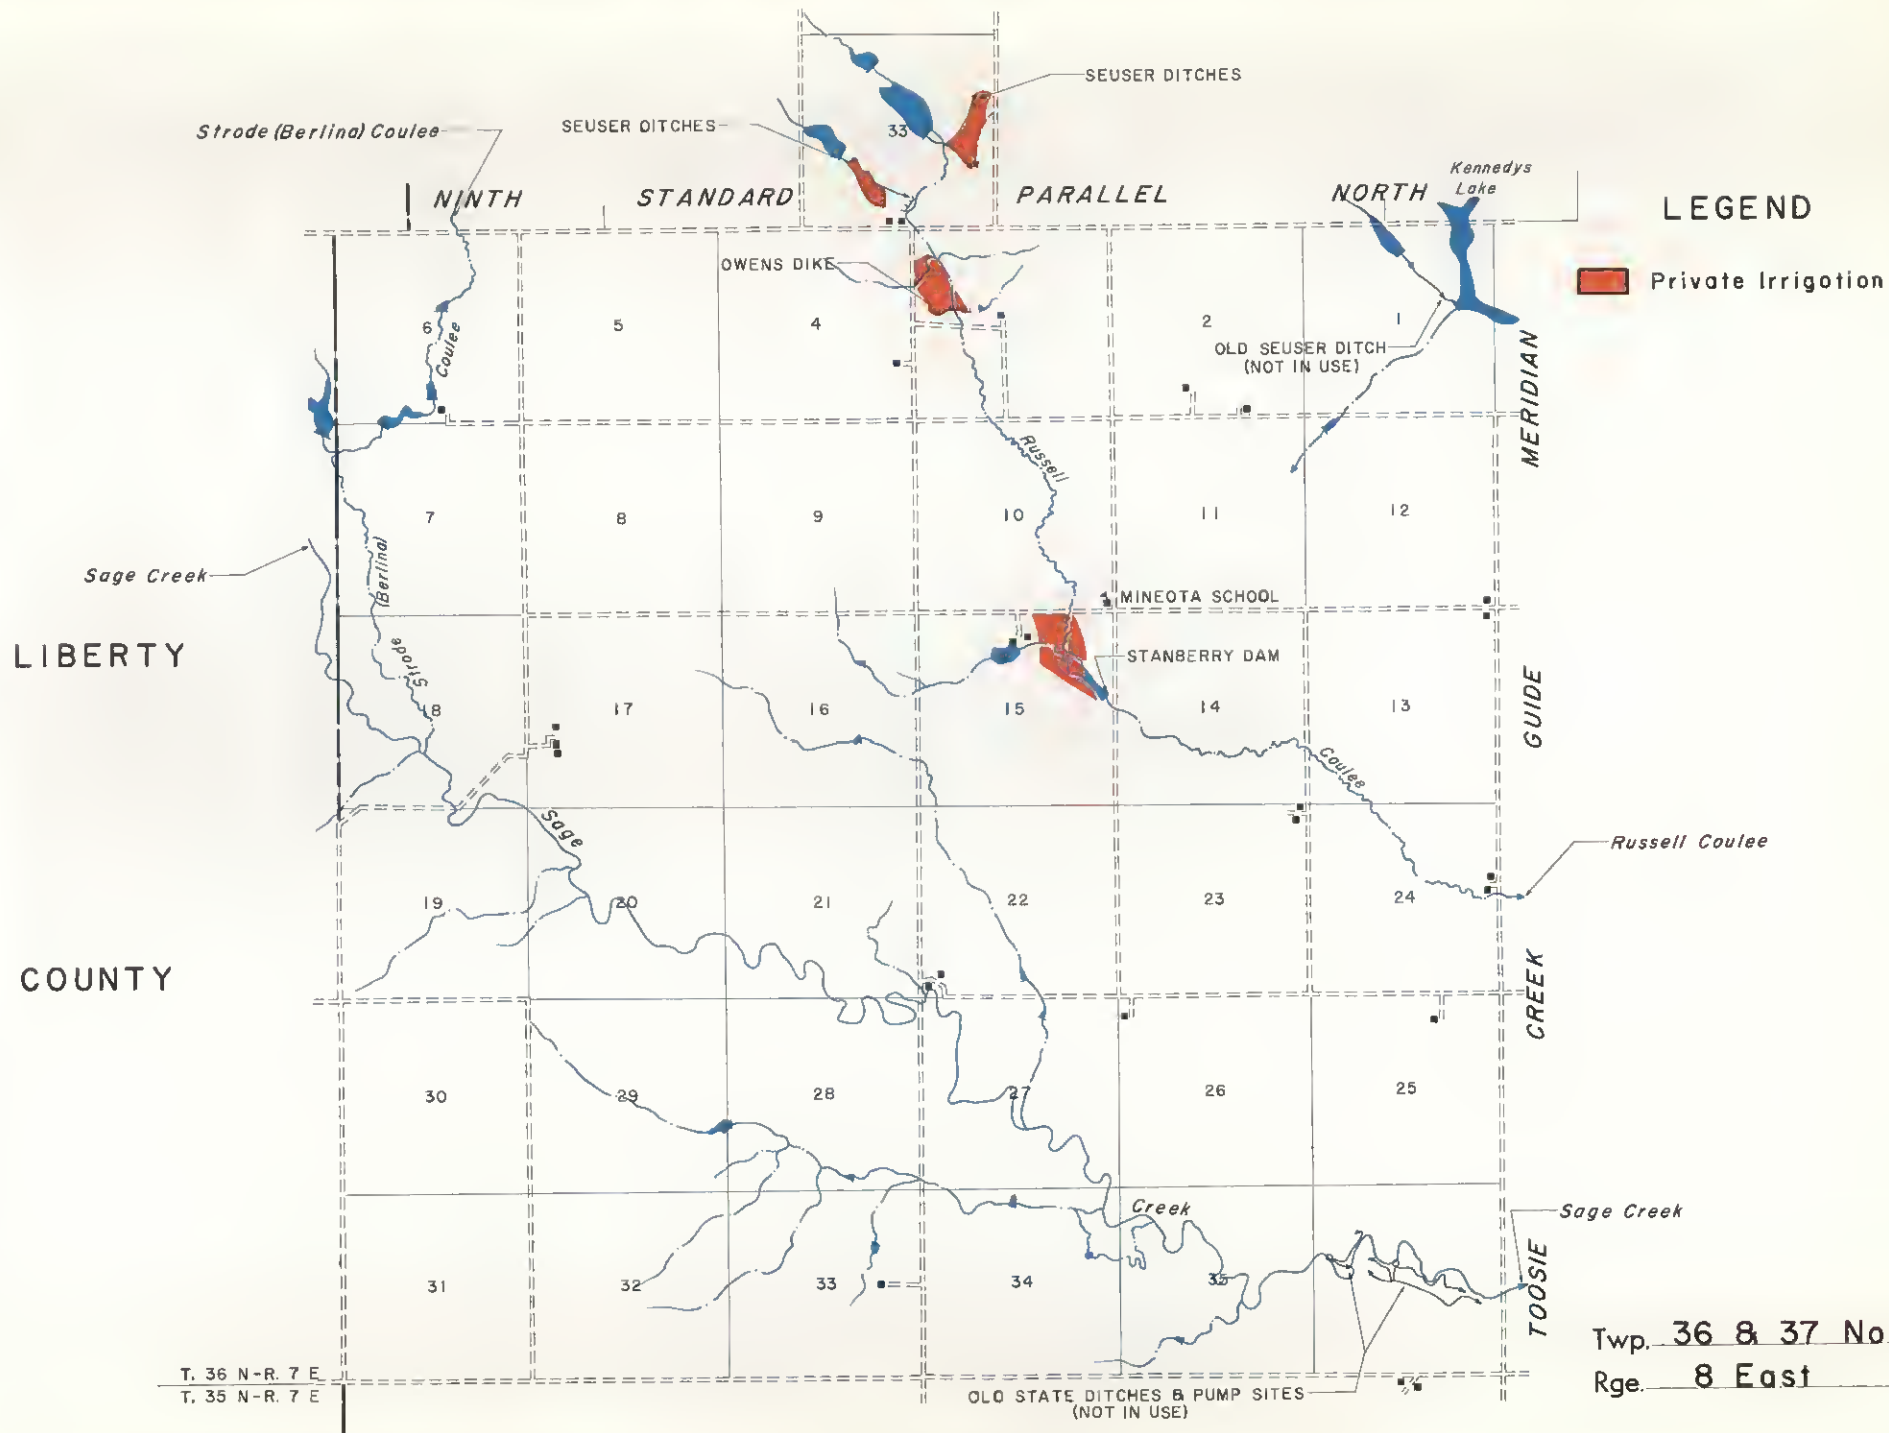 SEUSER DITCHES
Strode (Berlina) Coulee
SEUSER DITCHES
33
Kennedys
Lake
NINTH STANDARD PARALLEL NORTH
LEGEND
Private Irrigation
OWENS DIKE
6
5
4
2
1
Coulee
OLD SEUSER DITCH
(NOT IN USE)
MERIDIAN
Russell
7
8
9
10
11
12
Sage Creek
(Berlina)
MINEOTA SCHOOL
LIBERTY
Strode
STANBERRY DAM
18
17
16
15
14
13
GUIDE
Coulee
Sage
Russell Coulee
19
20
21
22
23
24
COUNTY
CREEK
30
29
28
27
26
25
Creek
Sage Creek
31
32
33
34
35
TOOSIE
Twp. 36 & 37 No.
Rge. 8 East
T. 36 N-R. 7 E
T. 35 N-R. 7 E
OLD STATE DITCHES & PUMP SITES
(NOT IN USE)